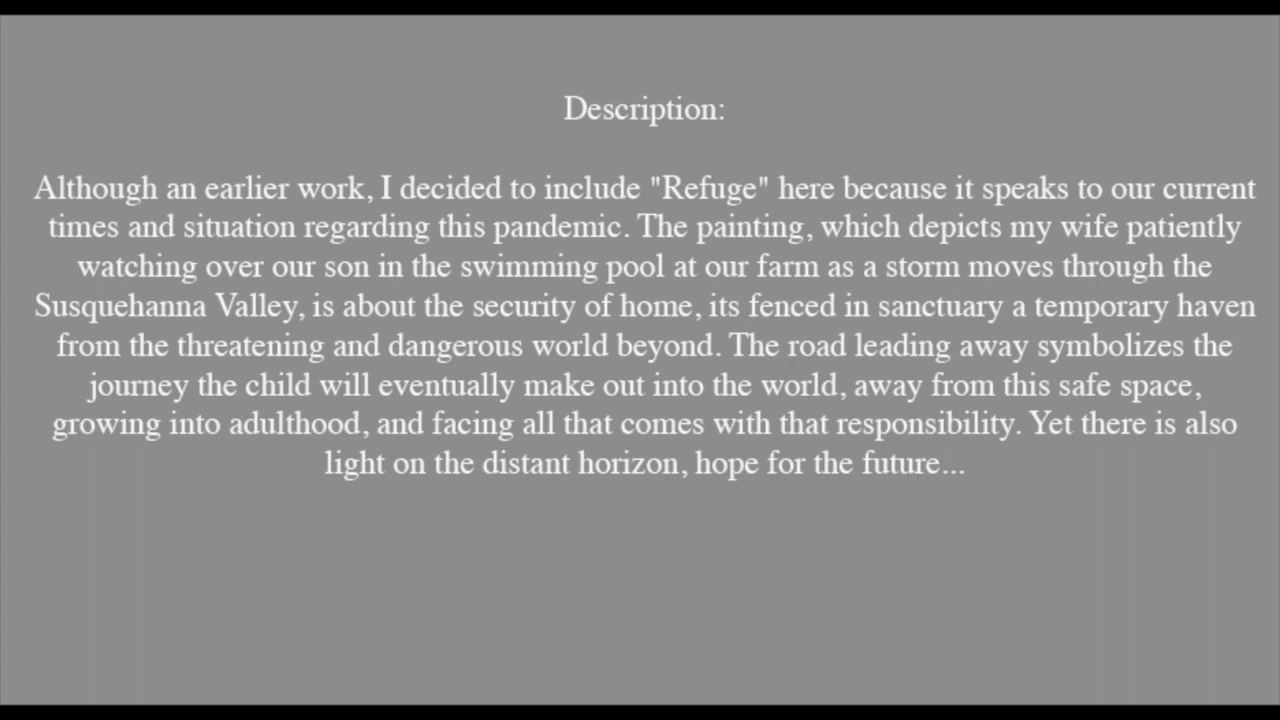 Description:
Although an earlier work, I decided to include "Refuge" here because it speaks to our current
times and situation regarding this pandemic. The painting, which depicts my wife patiently
watching over our son in the swimming pool at our farm as a storm moves through the
Susquehanna Valley, is about the security of home, its fenced in sanctuary a temporary haven
from the threatening and dangerous world beyond. The road leading away symbolizes the
journey the child will eventually make out into the world, away from this safe space,
growing into adulthood, and facing all that comes with that responsibility. Yet there is also
light on the distant horizon, hope for the future...